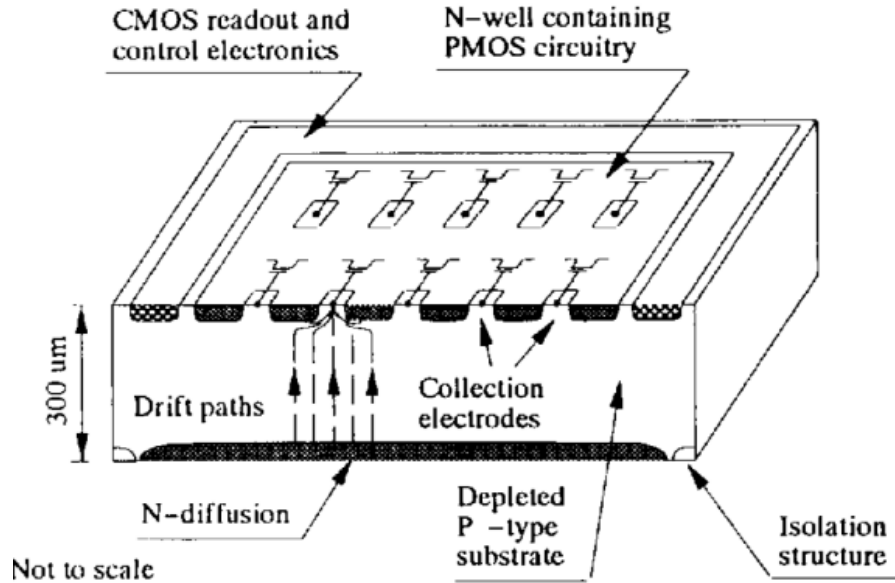 CMOS readout and
control electronics
N-well containing
PMOS circuitry
300 um
Drift paths
Collection
electrodes
N-diffusion
Depleted
P -type
substrate
Isolation
structure
Not to scale